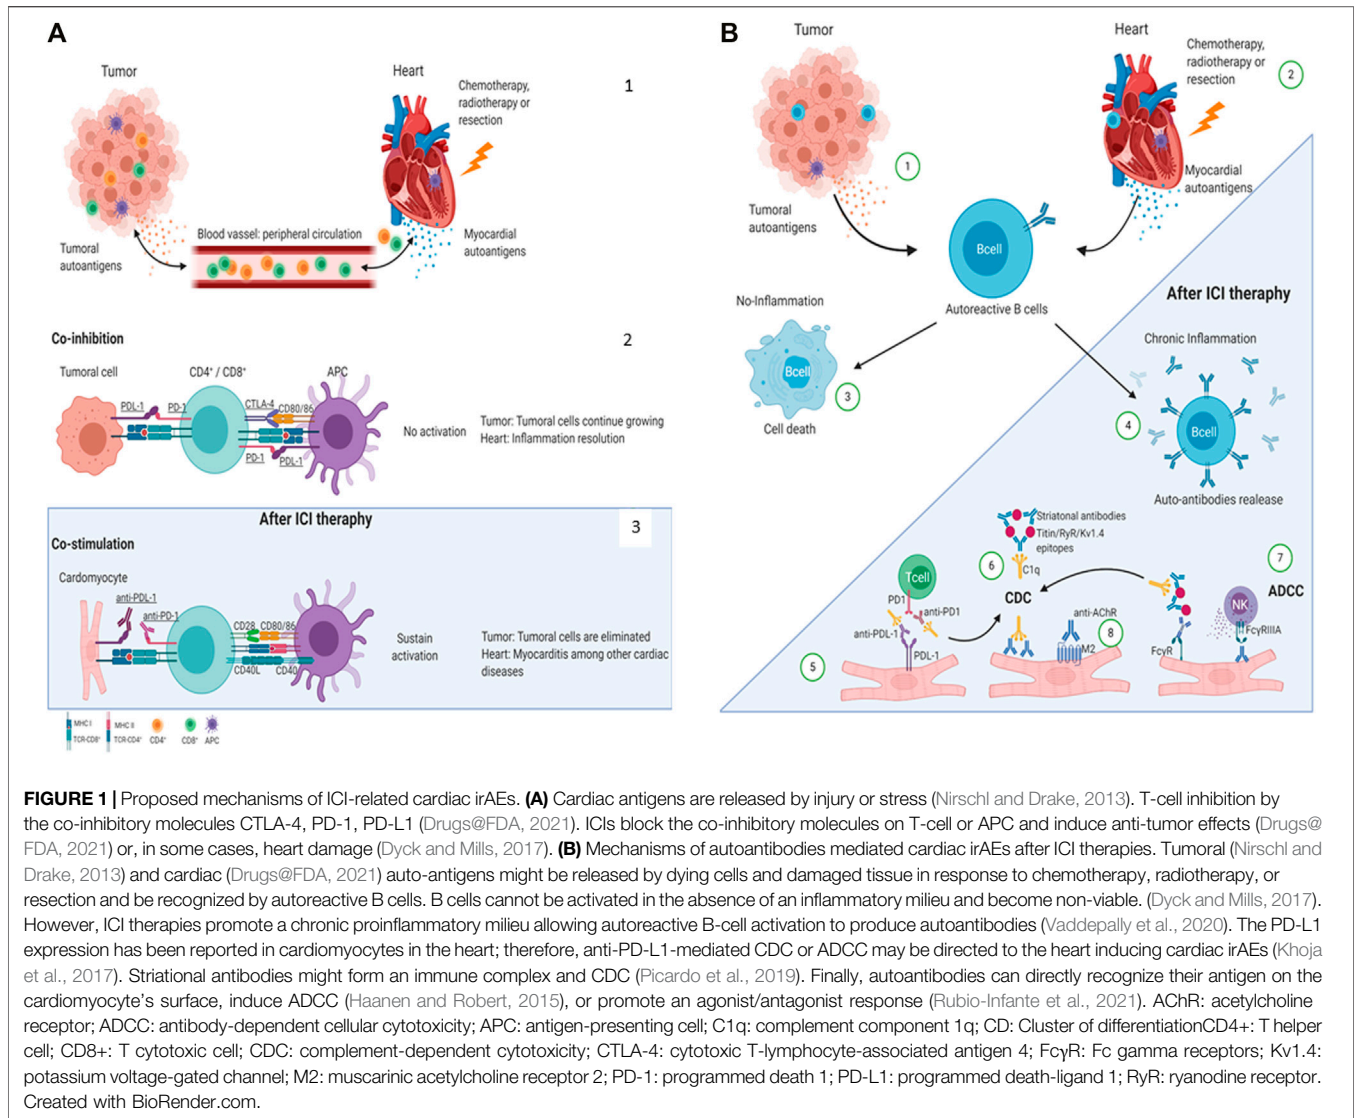 A
Tumor
Heart
Chemotherapy,
radiotherapy or
resection
1
Blood vessel: peripheral circulation
Tumoral
autoantigens
Myocardial
autoantigens
Co-inhibition
2
Tumoral cell
CD4⁺ / CD8⁺
APC
PDL-1
PD-1
CTLA-4
CD80/86
PD-1
PDL-1
No activation
Tumor: Tumoral cells continue growing
Heart: Inflammation resolution
After ICI theraphy
3
Co-stimulation
Cardomyocyte
anti-PDL-1
anti-PD-1
CD28
CD80/86
CD40L
CD40
Sustain
activation
Tumor: Tumoral cells are eliminated
Heart: Myocarditis among other cardiac
diseases
MHC I
TCR-CD8⁺
MHC II
TCR-CD4⁺
CD4⁺
CD8⁺
APC
B
Tumor
Heart
Chemotherapy,
radiotherapy or
resection
2
1
Tumoral
autoantigens
Myocardial
autoantigens
Bcell
Autoreactive B cells
No-Inflammation
Bcell
3
Cell death
After ICI theraphy
Chronic Inflammation
4
Bcell
Auto-antibodies realease
Striatonal antibodies
Titin/RyR/Kv1.4
epitopes
6
C1q
CDC
7
ADCC
Tcell
PD1
anti-PD1
anti-PDL-1
PDL-1
5
anti-AChR
8
M2
FcγR
NK
FcγRIIIA
FIGURE 1 | Proposed mechanisms of ICI-related cardiac irAEs. (A) Cardiac antigens are released by injury or stress (Nirschl and Drake, 2013). T-cell inhibition by
the co-inhibitory molecules CTLA-4, PD-1, PD-L1 (Drugs@FDA, 2021). ICIs block the co-inhibitory molecules on T-cell or APC and induce anti-tumor effects (Drugs@
FDA, 2021) or, in some cases, heart damage (Dyck and Mills, 2017). (B) Mechanisms of autoantibodies mediated cardiac irAEs after ICI therapies. Tumoral (Nirschl and
Drake, 2013) and cardiac (Drugs@FDA, 2021) auto-antigens might be released by dying cells and damaged tissue in response to chemotherapy, radiotherapy, or
resection and be recognized by autoreactive B cells. B cells cannot be activated in the absence of an inflammatory milieu and become non-viable. (Dyck and Mills, 2017).
However, ICI therapies promote a chronic proinflammatory milieu allowing autoreactive B-cell activation to produce autoantibodies (Vaddepally et al., 2020). The PD-L1
expression has been reported in cardiomyocytes in the heart; therefore, anti-PD-L1-mediated CDC or ADCC may be directed to the heart inducing cardiac irAEs (Khoja
et al., 2017). Striational antibodies might form an immune complex and CDC (Picardo et al., 2019). Finally, autoantibodies can directly recognize their antigen on the
cardiomyocyte's surface, induce ADCC (Haanen and Robert, 2015), or promote an agonist/antagonist response (Rubio-Infante et al., 2021). AChR: acetylcholine
receptor; ADCC: antibody-dependent cellular cytotoxicity; APC: antigen-presenting cell; C1q: complement component 1q; CD: Cluster of differentiationCD4+: T helper
cell; CD8+: T cytotoxic cell; CDC: complement-dependent cytotoxicity; CTLA-4: cytotoxic T-lymphocyte-associated antigen 4; FcγR: Fc gamma receptors; Kv1.4:
potassium voltage-gated channel; M2: muscarinic acetylcholine receptor 2; PD-1: programmed death 1; PD-L1: programmed death-ligand 1; RyR: ryanodine receptor.
Created with BioRender.com.